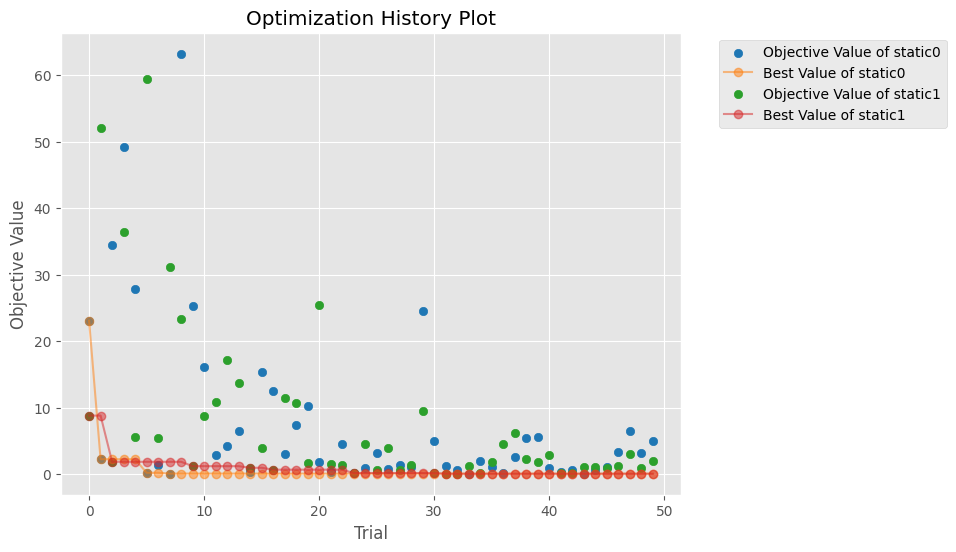 Optimization History Plot
Objective Value of static0
Best Value of static0
Objective Value of static1
Best Value of static1
Objective Value
60
50
40
30
20
10
0
0
10
20
30
40
50
Trial